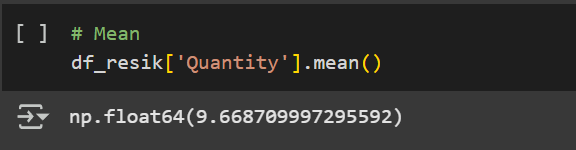 [ ] # Mean
df_resik['Quantity'].mean()
np.float64(9.668709997295592)